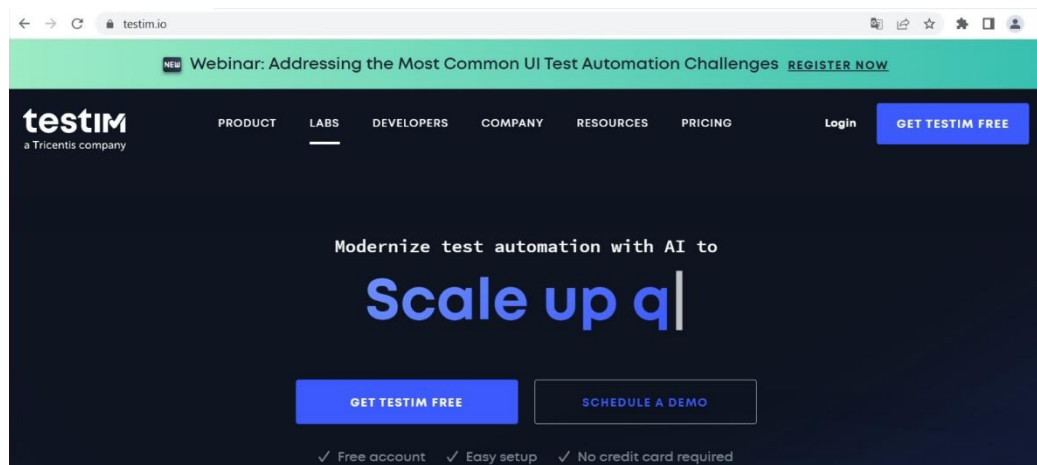 testim.io
NEW Webinar: Addressing the Most Common UI Test Automation Challenges REGISTER NOW
testim PRODUCT LABS DEVELOPERS COMPANY RESOURCES PRICING Login GET TESTIM FREE
a Tricentis company
Modernize test automation with AI to
Scale up q
GET TESTIM FREE SCHEDULE A DEMO
✓ Free account ✓ Easy setup ✓ No credit card required